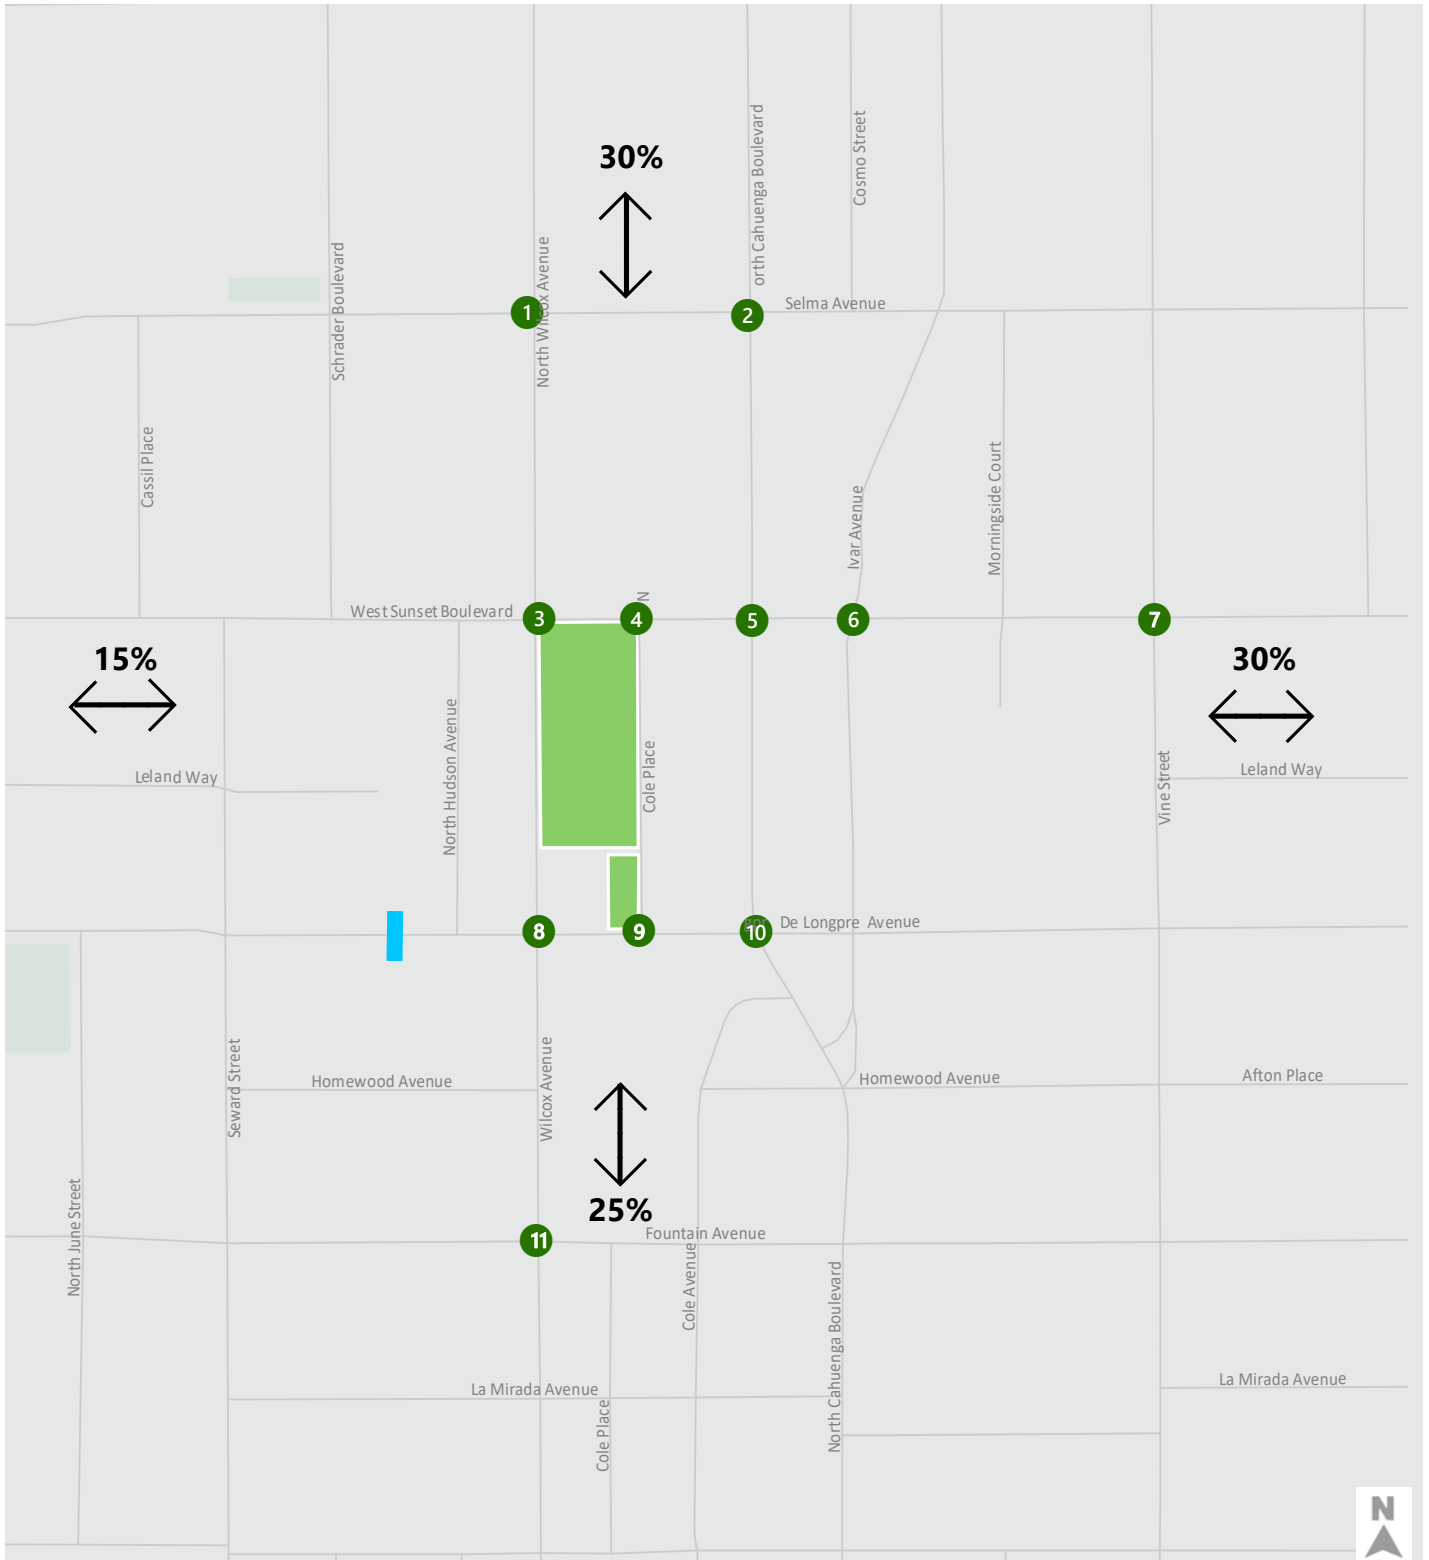 30%
orth Cahuenga Boulevard
Cosmo Street
North Wilcox Avenue
Schrader Boulevard
1
2
Selma Avenue
Cassil Place
Morningside Court
Ivar Avenue
N
West Sunset Boulevard
3
4
5
6
7
15%
30%
North Hudson Avenue
Cole Place
Vine Street
Leland Way
Leland Way
8
9
10
De Longpre Avenue
Seward Street
Wilcox Avenue
Homewood Avenue
Homewood Avenue
Afton Place
25%
North June Street
11
Fountain Avenue
Cole Avenue
North Cahuenga Boulevard
La Mirada Avenue
La Mirada Avenue
Cole Place
N